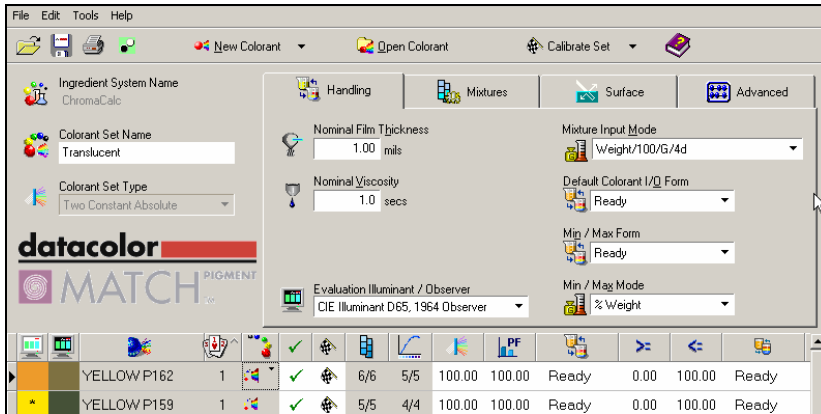 File Edit Tools Help
New Colorant Open Colorant Calibrate Set
Ingredient System Name
ChromaCalc
Colorant Set Name
Translucent
Colorant Set Type
Two Constant Absolute
datacolor
MATCH PIGMENT
Handling Mixtures Surface Advanced
Nominal Film Thickness
1.00 mils
Nominal Viscosity
1.0 secs
Evaluation Illuminant / Observer
CIE Illuminant D65, 1964 Observer
Mixture Input Mode
Weight/100/G/4d
Default Colorant I/O Form
Ready
Min / Max Form
Ready
Min / Max Mode
% Weight
PF >= <=
YELLOW P162 1 6/6 5/5 100.00 100.00 Ready 0.00 100.00 Ready
* YELLOW P159 1 5/5 4/4 100.00 100.00 Ready 0.00 100.00 Ready